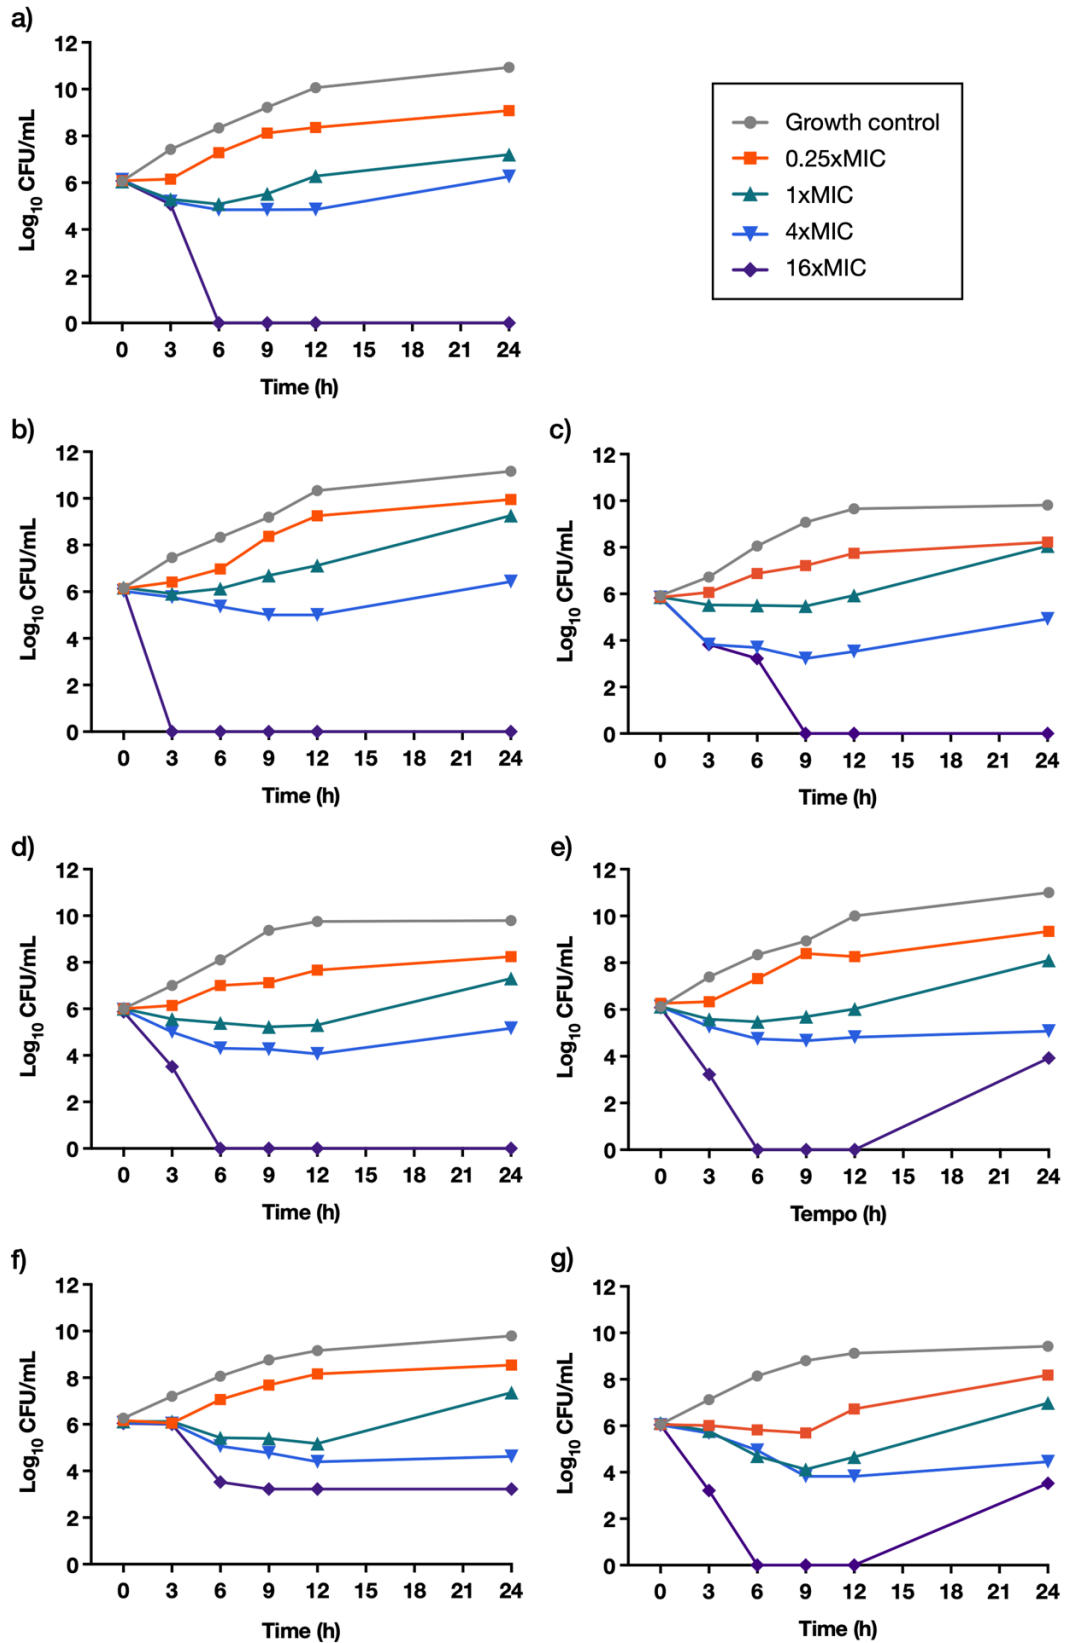 a)
Log10 CFU/mL
12
10
8
6
4
2
0
0 3 6 9 12 15 18 21 24
Time (h)
Growth control
0.25xMIC
1xMIC
4xMIC
16xMIC
b)
Log10 CFU/mL
12
10
8
6
4
2
0
0 3 6 9 12 15 18 21 24
Time (h)
c)
Log10 CFU/mL
12
10
8
6
4
2
0
0 3 6 9 12 15 18 21 24
Time (h)
d)
Log10 CFU/mL
12
10
8
6
4
2
0
0 3 6 9 12 15 18 21 24
Time (h)
e)
Log10 CFU/mL
12
10
8
6
4
2
0
0 3 6 9 12 15 18 21 24
Tempo (h)
f)
Log10 CFU/mL
12
10
8
6
4
2
0
0 3 6 9 12 15 18 21 24
Time (h)
g)
Log10 CFU/mL
12
10
8
6
4
2
0
0 3 6 9 12 15 18 21 24
Time (h)